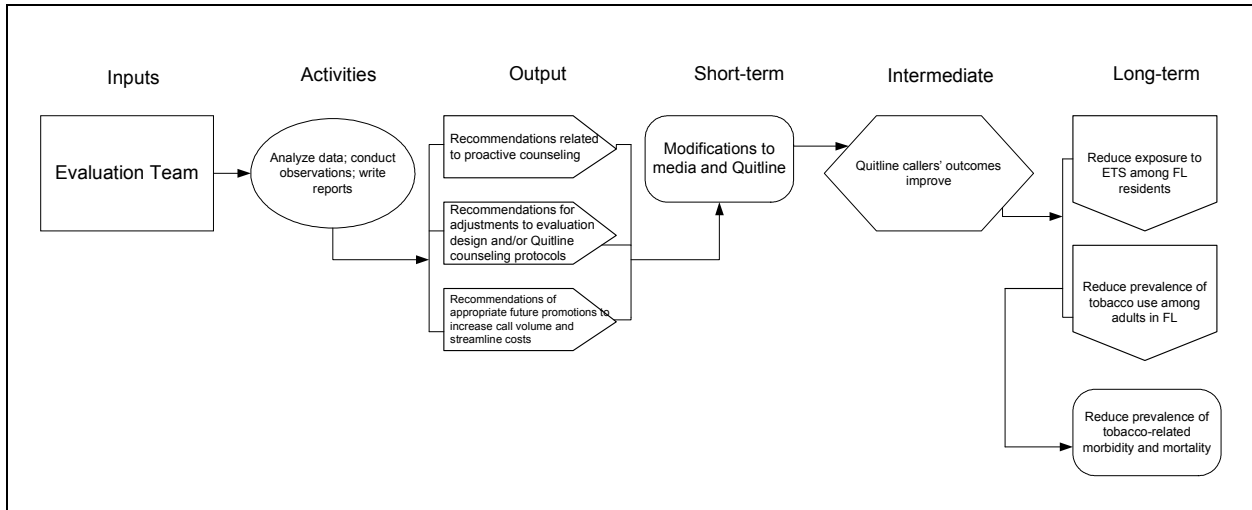 Inputs
Activities
Output
Short-term
Intermediate
Long-term
Evaluation Team
Analyze data; conduct
observations; write
reports
Recommendations related
to proactive counseling
Recommendations for
adjustments to evaluation
design and/or Quitline
counseling protocols
Recommendations of
appropriate future promotions to
increase call volume and
streamline costs
Modifications to
media and Quitline
Quitline callers' outcomes
improve
Reduce exposure to
ETS among FL
residents
Reduce prevalence of
tobacco use among
adults in FL
Reduce prevalence of
tobacco-related
morbidity and mortality